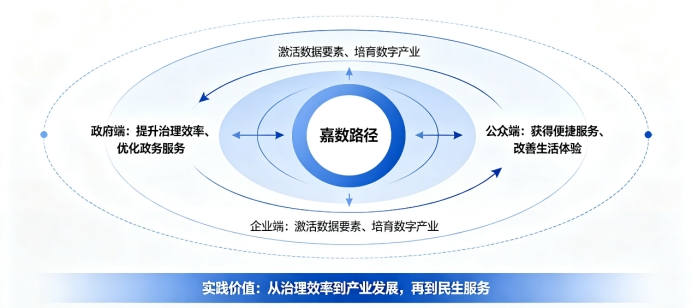 激活数据要素、培育数字产业
政府端：提升治理效率、
优化政务服务
嘉数路径
公众端：获得便捷服务、
改善生活体验
企业端：激活数据要素、培育数字产业
实践价值：从治理效率到产业发展，再到民生服务